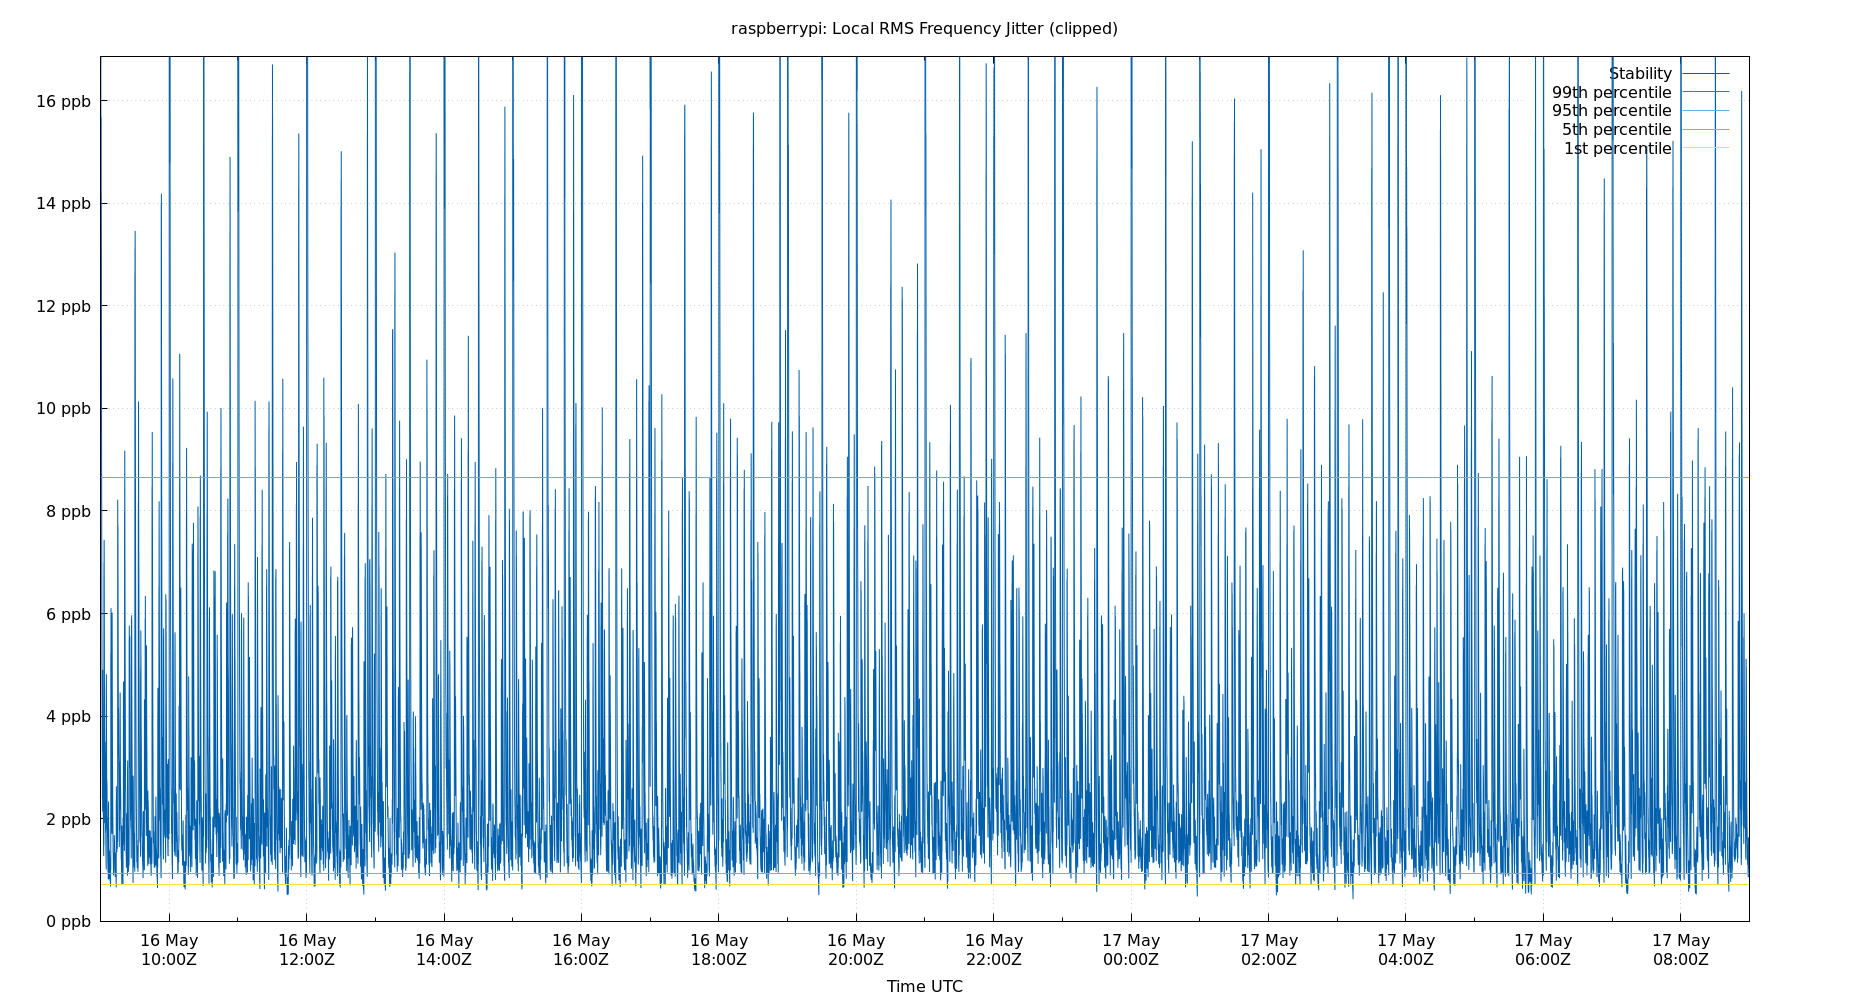 raspberrypi: Local RMS Frequency Jitter (clipped)
Stability
99th percentile
95th percentile
5th percentile
1st percentile
16 ppb
14 ppb
12 ppb
10 ppb
8 ppb
6 ppb
4 ppb
2 ppb
0 ppb
16 May 16 May 16 May 16 May 16 May 16 May 16 May 17 May 17 May 17 May 17 May 17 May
10:00Z 12:00Z 14:00Z 16:00Z 18:00Z 20:00Z 22:00Z 00:00Z 02:00Z 04:00Z 06:00Z 08:00Z
Time UTC